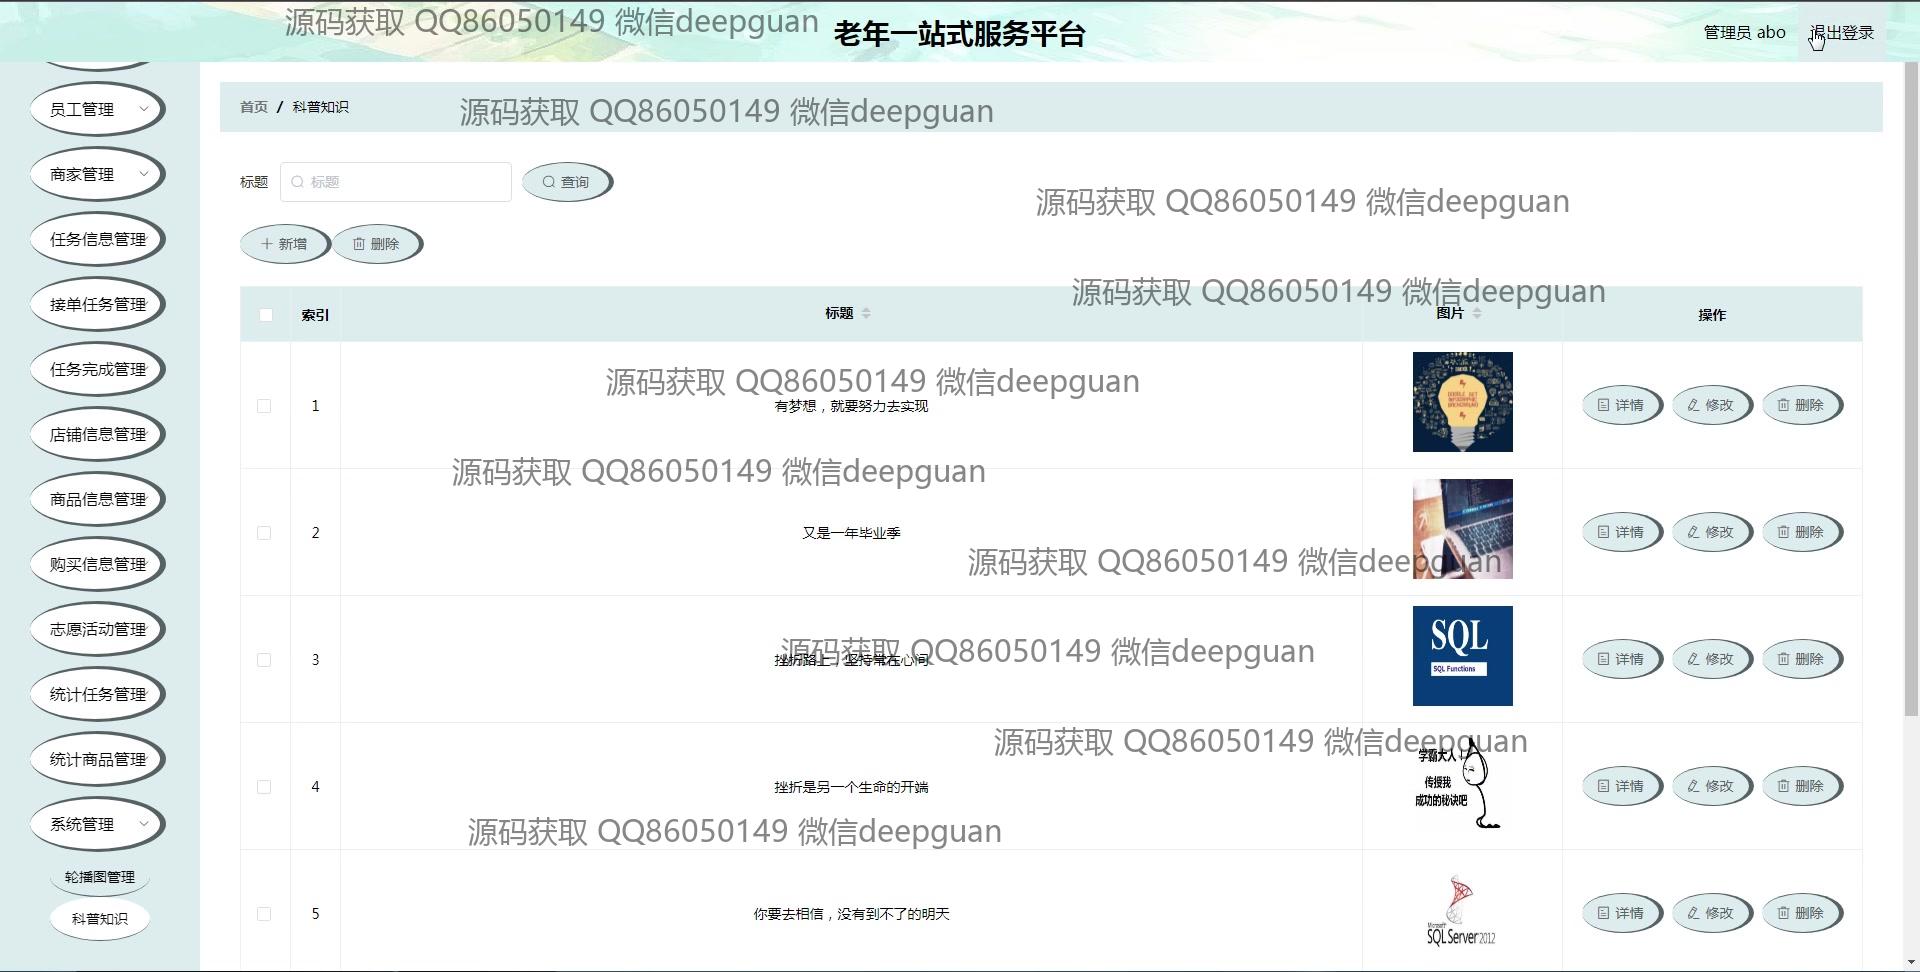 源码获取 QQ86050149 微信deepguan
老年一站式服务平台
管理员 abo
退出登录
员工管理
商家管理
任务信息管理
接单任务管理
任务完成管理
店铺信息管理
商品信息管理
购买信息管理
志愿活动管理
统计任务管理
统计商品管理
系统管理
轮播图管理
科普知识
首页 / 科普知识
源码获取 QQ86050149 微信deepguan
标题 标题 查询
源码获取 QQ86050149 微信deepguan
新增 删除
源码获取 QQ86050149 微信deepguan
索引 标题 图片 操作
源码获取 QQ86050149 微信deepguan
1 有梦想，就要努力去实现 详情 修改 删除
源码获取 QQ86050149 微信deepguan
2 又是一年毕业季 详情 修改 删除
源码获取 QQ86050149 微信deepguan
SQL
SQL Functions
源码获取 QQ86050149 微信deepguan
3 挫折路上，坚持常在心间 详情 修改 删除
源码获取 QQ86050149 微信deepguan
学霸大人
传授我
成功的秘诀吧
4 挫折是另一个生命的开端 详情 修改 删除
源码获取 QQ86050149 微信deepguan
5 你要去相信，没有到不了的明天 详情 修改 删除
Microsoft
SQL Server 2012